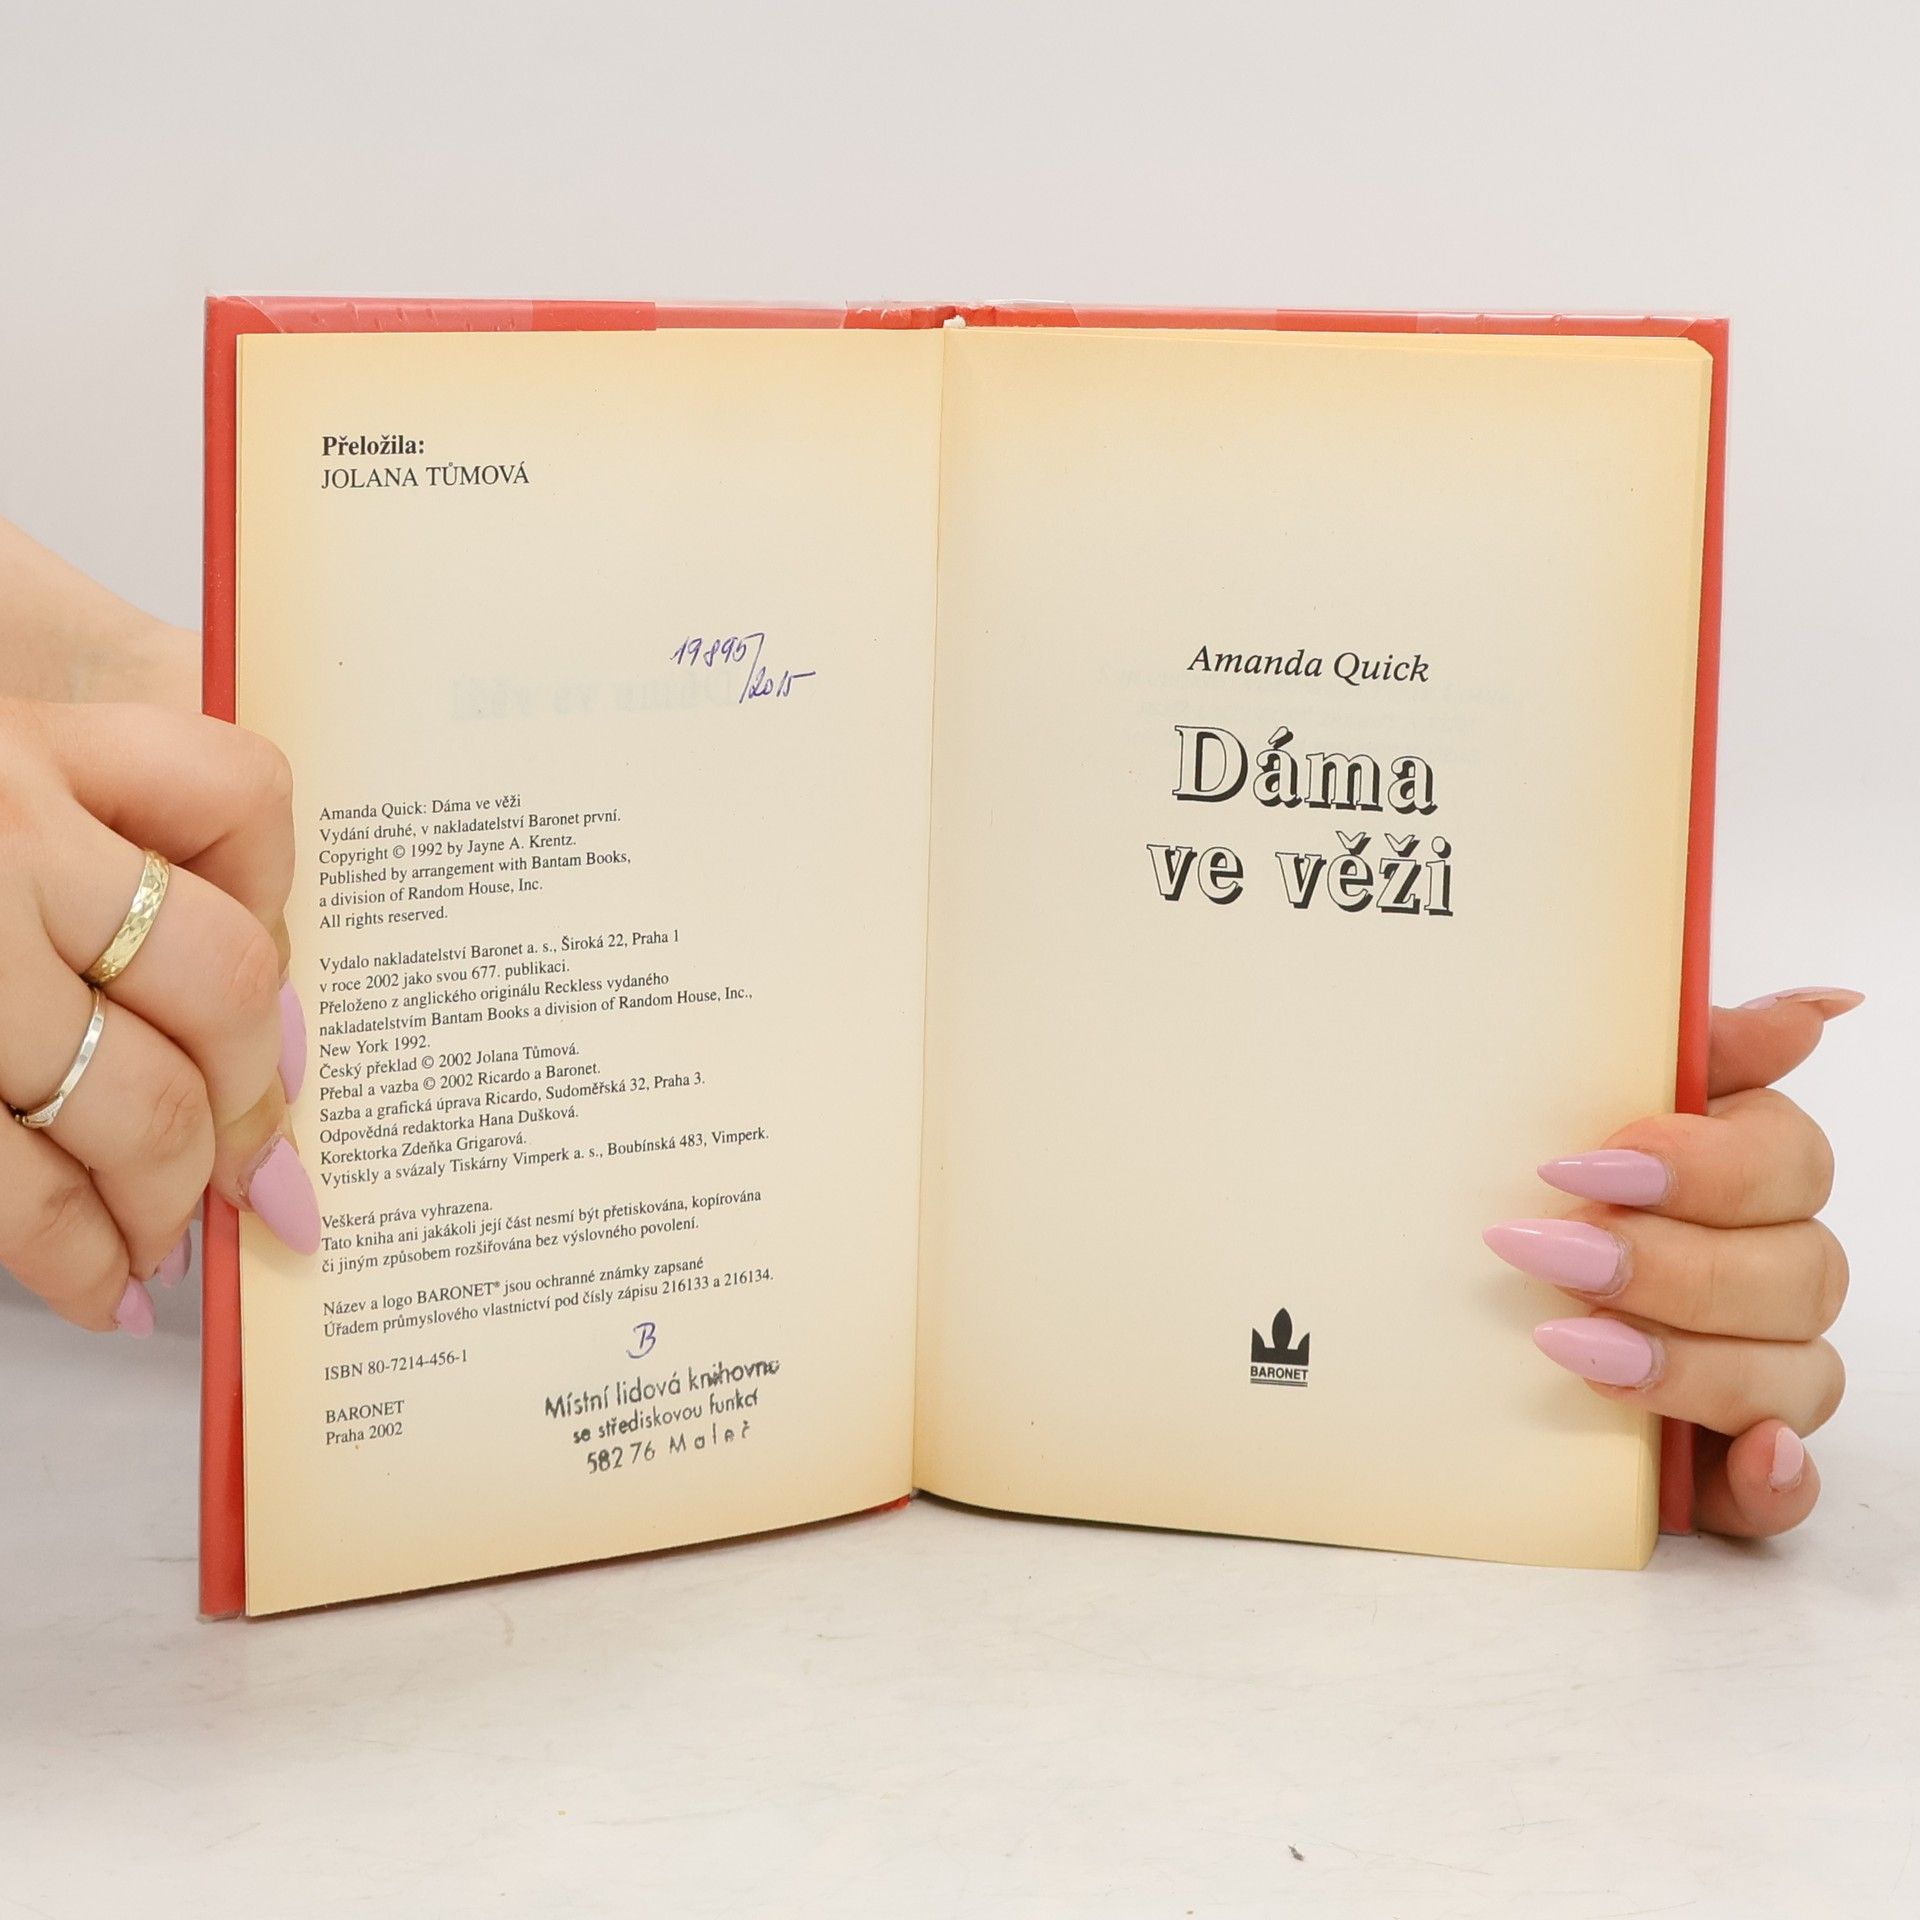 Přeložila:
JOLANA TŮMOVÁ
19895/2015
Amanda Quick: Dáma ve věži
Vydání druhé, v nakladatelství Baronet první.
Copyright © 1992 by Jayne A. Krentz.
Published by arrangement with Bantam Books,
a division of Random House, Inc.
All rights reserved.
Vydalo nakladatelství Baronet a. s., Široká 22, Praha 1
v roce 2002 jako svou 677. publikaci.
Přeloženo z anglického originálu Reckless vydaného
nakladatelstvím Bantam Books a division of Random House, Inc.,
New York 1992.
Český překlad © 2002 Jolana Tůmová.
Přebal a vazba © 2002 Ricardo a Baronet.
Sazba a grafická úprava Ricardo, Sudoměřská 32, Praha 3.
Odpovědná redaktorka Hana Dušková.
Korektorka Zdeňka Grigarová.
Vytiskly a svázaly Tiskárny Vimperk a. s., Boubínská 483, Vimperk.
Veškerá práva vyhrazena.
Tato kniha ani jakákoli její část nesmí být přetiskována, kopírována
či jiným způsobem rozšiřována bez výslovného povolení.
Název a logo BARONET® jsou ochranné známky zapsané
Úřadem průmyslového vlastnictví pod čísly zápisu 216133 a 216134.
ISBN 80-7214-456-1
B
BARONET
Praha 2002
Místní lidová knihovna
se střediskovou funkcí
582 76 Maleč
Amanda Quick
Dáma
ve věži
BARONET